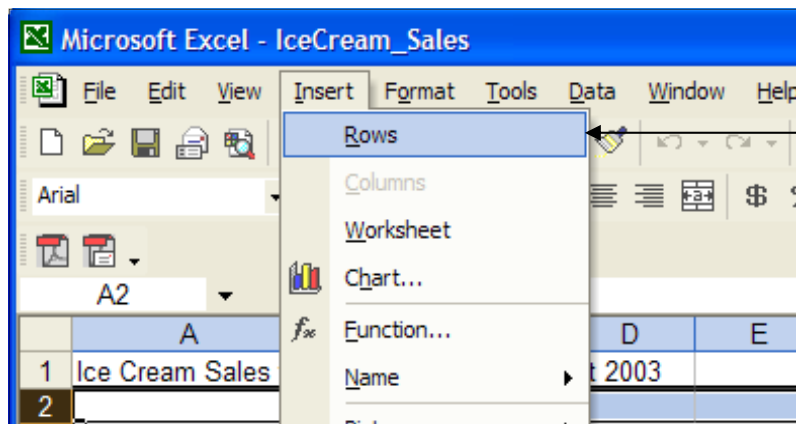 Microsoft Excel - IceCream_Sales
File Edit View Insert Format Tools Data Window Help
Rows
Arial
Columns
Worksheet
Chart...
A2
Function...
A D E
1 Ice Cream Sales t 2003
Name
2